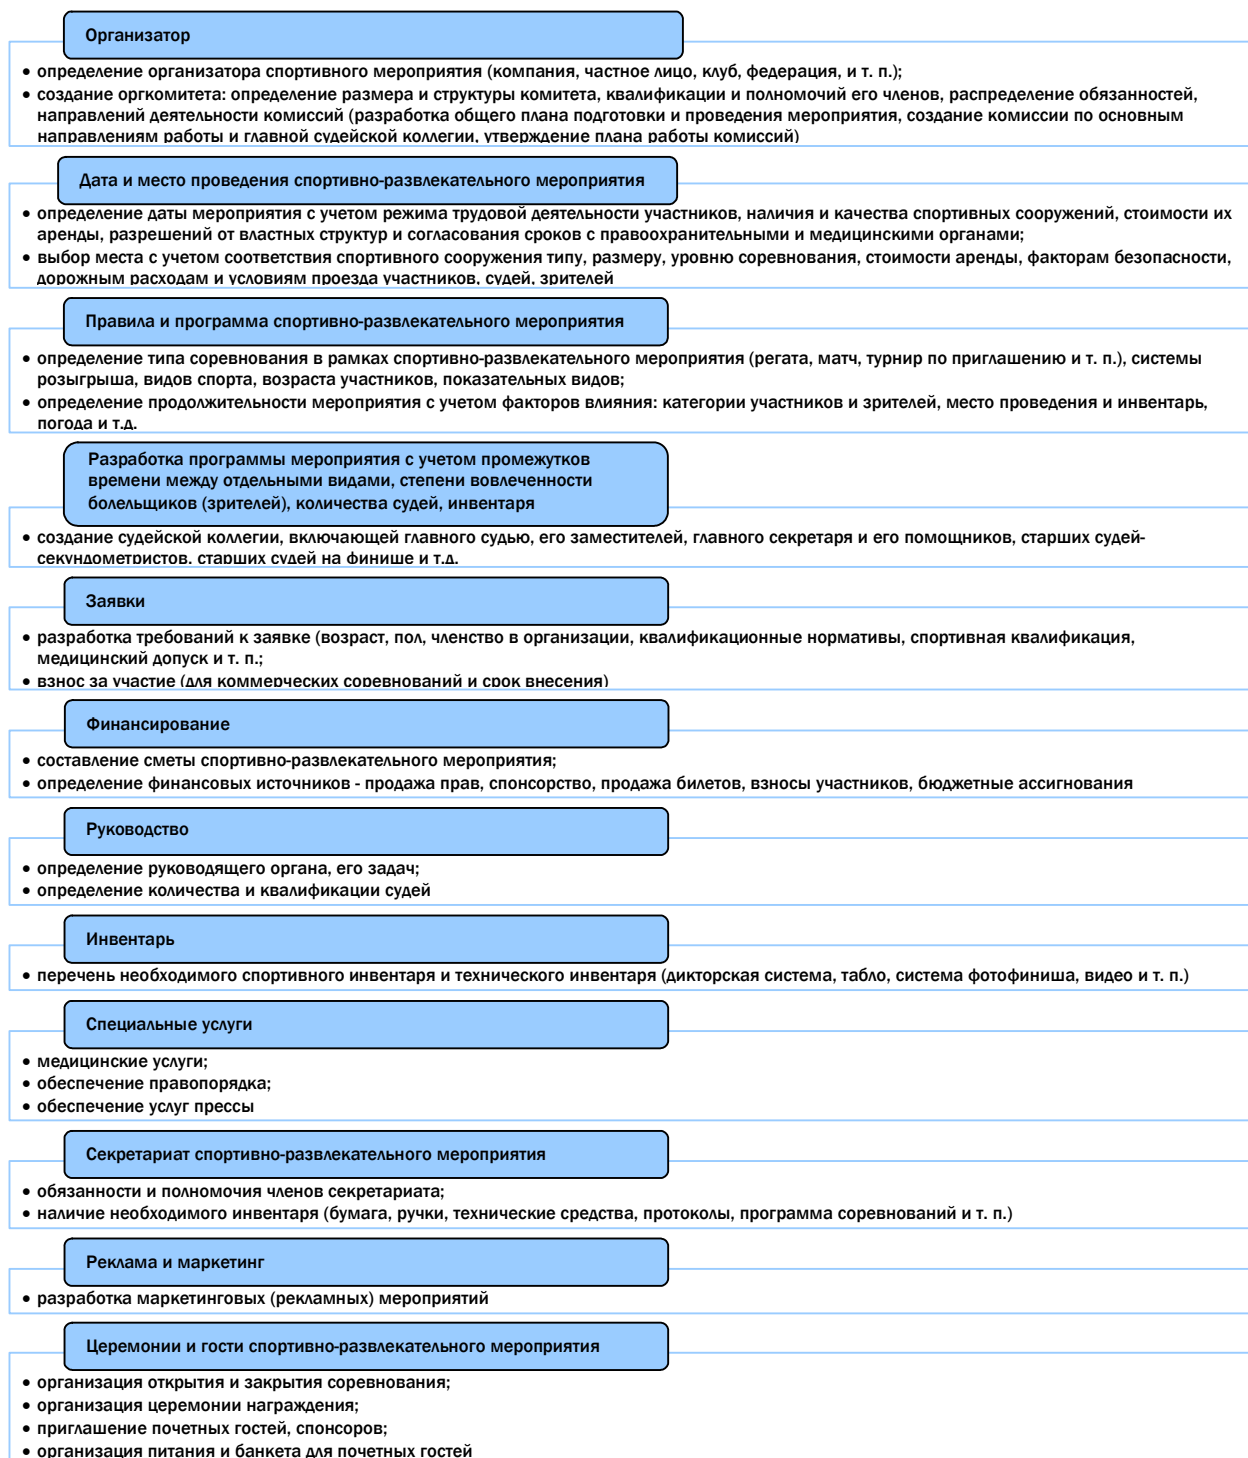 Организатор
• определение организатора спортивного мероприятия (компания, частное лицо, клуб, федерация, и т. п.);
• создание оргкомитета: определение размера и структуры комитета, квалификации и полномочий его членов, распределение обязанностей,
направлений деятельности комиссий (разработка общего плана подготовки и проведения мероприятия, создание комиссии по основным
направлениям работы и главной судейской коллегии, утверждение плана работы комиссий)
Дата и место проведения спортивно-развлекательного мероприятия
• определение даты мероприятия с учетом режима трудовой деятельности участников, наличия и качества спортивных сооружений, стоимости их
аренды, разрешений от властных структур и согласования сроков с правоохранительными и медицинскими органами;
• выбор места с учетом соответствия спортивного сооружения типу, размеру, уровню соревнования, стоимости аренды, факторам безопасности,
дорожным расходам и условиям проезда участников, судей, зрителей
Правила и программа спортивно-развлекательного мероприятия
• определение типа соревнования в рамках спортивно-развлекательного мероприятия (регата, матч, турнир по приглашению и т. п.), системы
розыгрыша, видов спорта, возраста участников, показательных видов;
• определение продолжительности мероприятия с учетом факторов влияния: категории участников и зрителей, место проведения и инвентарь,
погода и т.д.
Разработка программы мероприятия с учетом промежутков
времени между отдельными видами, степени вовлеченности
болельщиков (зрителей), количества судей, инвентаря
• создание судейской коллегии, включающей главного судью, его заместителей, главного секретаря и его помощников, старших судей-
секундометристов, старших судей на финише и т.д.
Заявки
• разработка требований к заявке (возраст, пол, членство в организации, квалификационные нормативы, спортивная квалификация,
медицинский допуск и т. п.;
• взнос за участие (для коммерческих соревнований и срок внесения)
Финансирование
• составление сметы спортивно-развлекательного мероприятия;
• определение финансовых источников - продажа прав, спонсорство, продажа билетов, взносы участников, бюджетные ассигнования
Руководство
• определение руководящего органа, его задач;
• определение количества и квалификации судей
Инвентарь
• перечень необходимого спортивного инвентаря и технического инвентаря (дикторская система, табло, система фотофиниша, видео и т. п.)
Специальные услуги
• медицинские услуги;
• обеспечение правопорядка;
• обеспечение услуг прессы
Секретариат спортивно-развлекательного мероприятия
• обязанности и полномочия членов секретариата;
• наличие необходимого инвентаря (бумага, ручки, технические средства, протоколы, программа соревнований и т. п.)
Реклама и маркетинг
• разработка маркетинговых (рекламных) мероприятий
Церемонии и гости спортивно-развлекательного мероприятия
• организация открытия и закрытия соревнования;
• организация церемонии награждения;
• приглашение почетных гостей, спонсоров;
• организация питания и банкета для почетных гостей